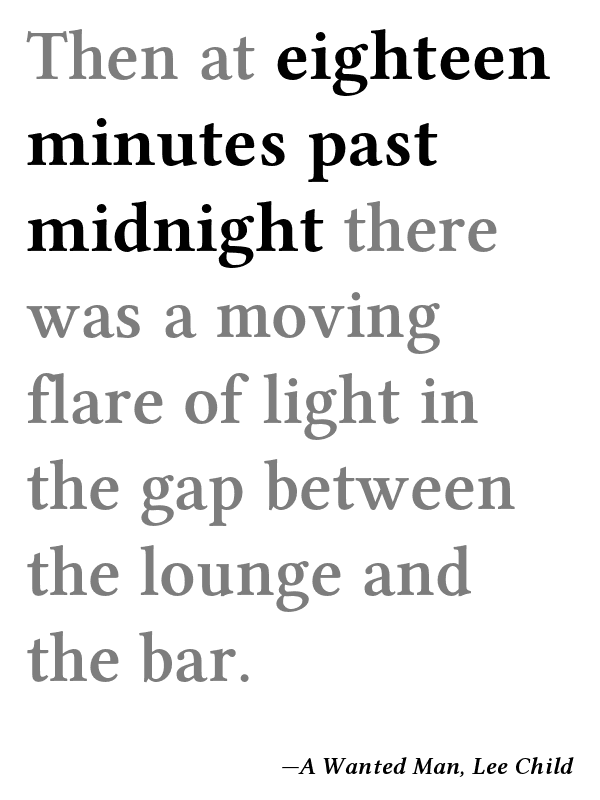 Then at eighteen
minutes past
midnight there
was a moving
flare of light in
the gap between
the lounge and
the bar.
—A Wanted Man, Lee Child